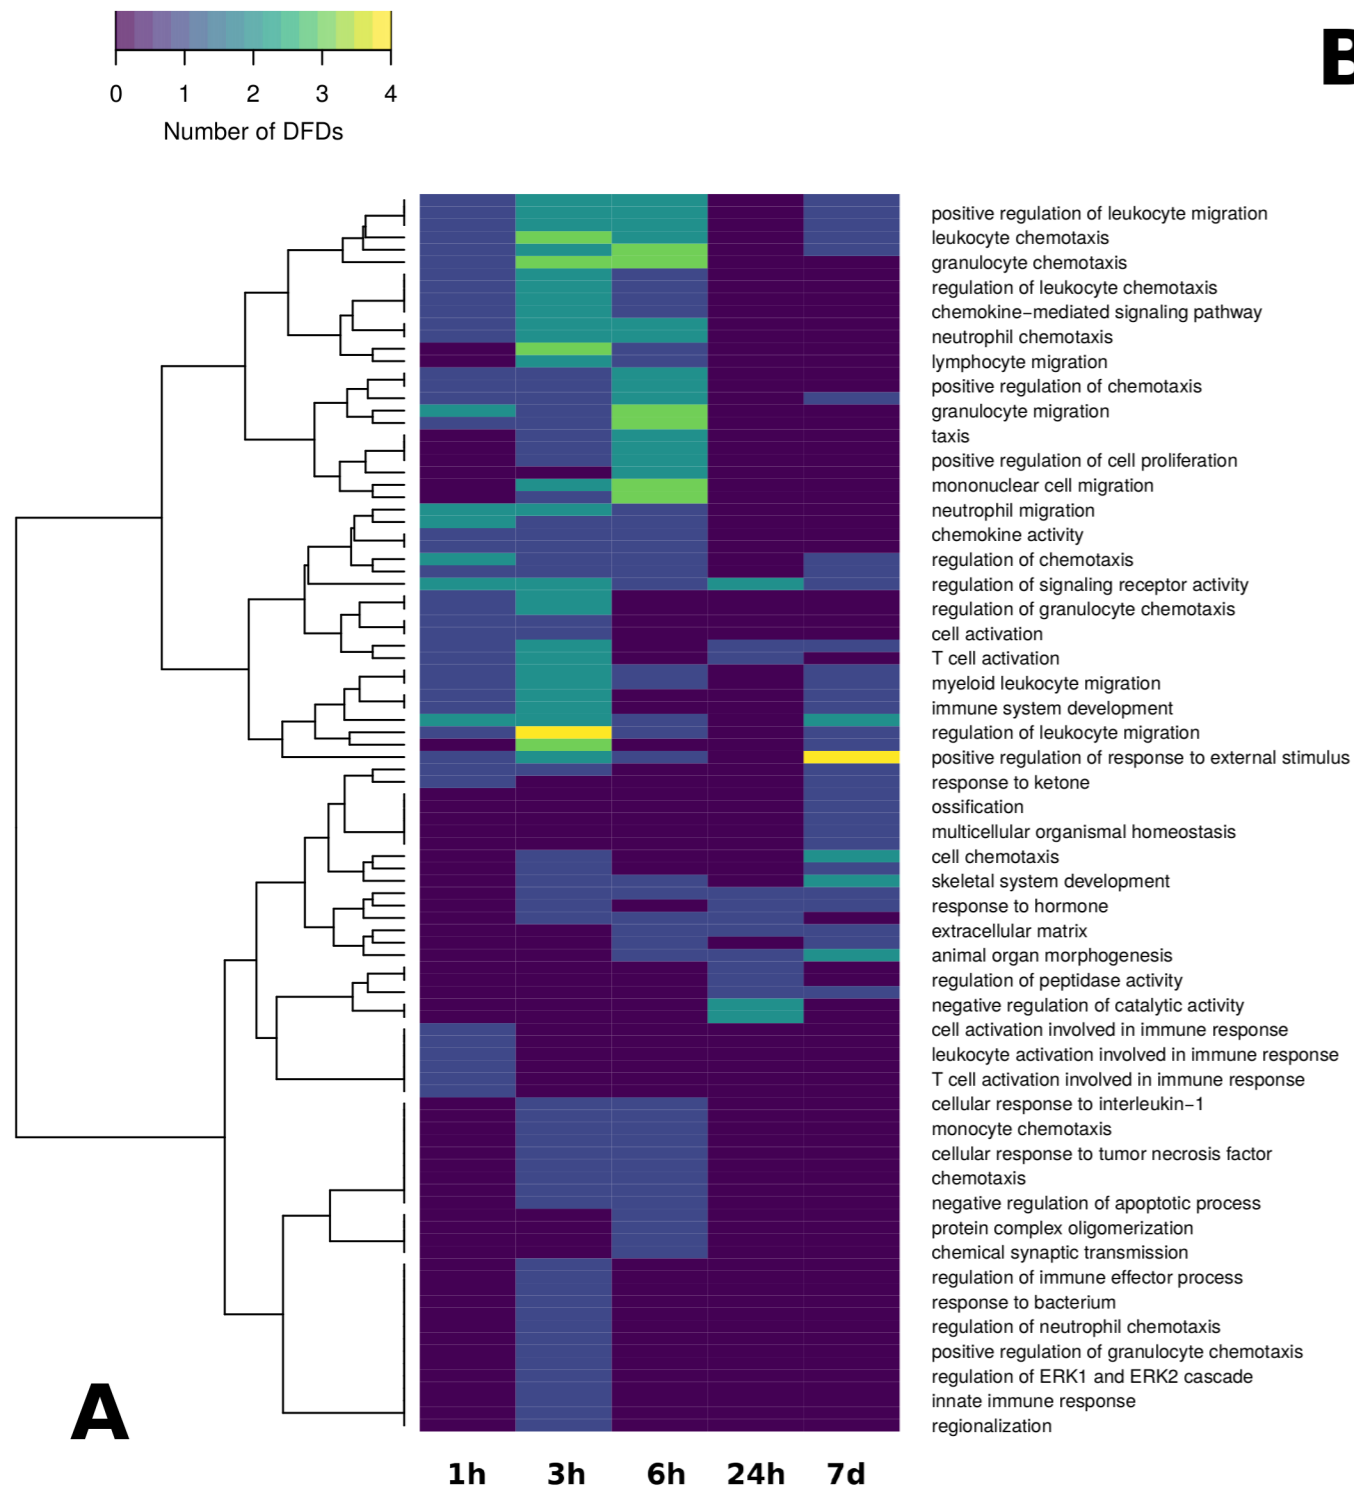 0 1 2 3 4
Number of DFDs
B
positive regulation of leukocyte migration
leukocyte chemotaxis
granulocyte chemotaxis
regulation of leukocyte chemotaxis
chemokine−mediated signaling pathway
neutrophil chemotaxis
lymphocyte migration
positive regulation of chemotaxis
granulocyte migration
taxis
positive regulation of cell proliferation
mononuclear cell migration
neutrophil migration
chemokine activity
regulation of chemotaxis
regulation of signaling receptor activity
regulation of granulocyte chemotaxis
cell activation
T cell activation
myeloid leukocyte migration
immune system development
regulation of leukocyte migration
positive regulation of response to external stimulus
response to ketone
ossification
multicellular organismal homeostasis
cell chemotaxis
skeletal system development
response to hormone
extracellular matrix
animal organ morphogenesis
regulation of peptidase activity
negative regulation of catalytic activity
cell activation involved in immune response
leukocyte activation involved in immune response
T cell activation involved in immune response
cellular response to interleukin−1
monocyte chemotaxis
cellular response to tumor necrosis factor
chemotaxis
negative regulation of apoptotic process
protein complex oligomerization
chemical synaptic transmission
regulation of immune effector process
response to bacterium
regulation of neutrophil chemotaxis
positive regulation of granulocyte chemotaxis
regulation of ERK1 and ERK2 cascade
innate immune response
regionalization
A
1h 3h 6h 24h 7d